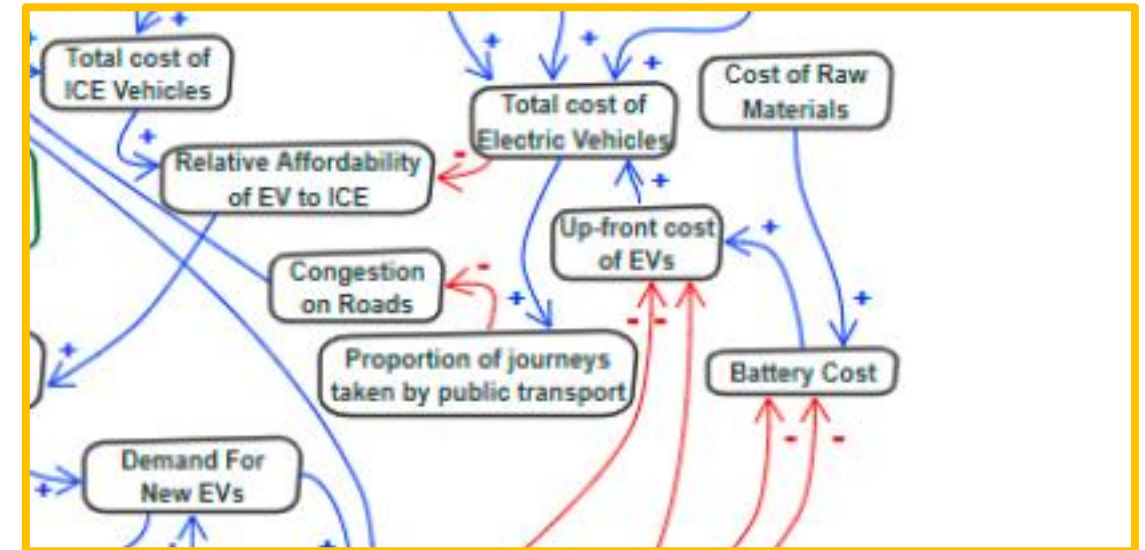 Total cost of
ICE Vehicles
Total cost of
Electric Vehicles
Cost of Raw
Materials
Relative Affordability
of EV to ICE
Up-front cost
of EVs
Congestion
on Roads
Proportion of journeys
taken by public transport
Battery Cost
Demand For
New EVs